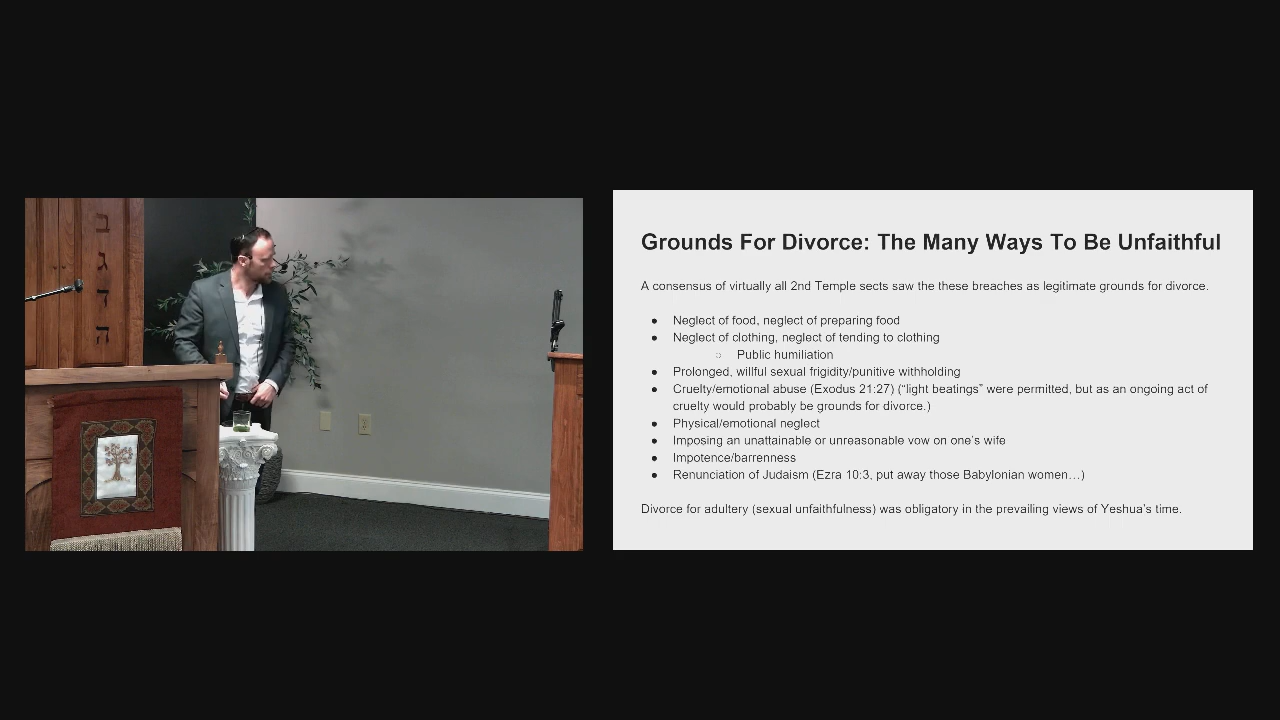 ב
ג
ד
ה
Grounds For Divorce: The Many Ways To Be Unfaithful
A consensus of virtually all 2nd Temple sects saw the these breaches as legitimate grounds for divorce.
● Neglect of food, neglect of preparing food
● Neglect of clothing, neglect of tending to clothing
○ Public humiliation
● Prolonged, willful sexual frigidity/punitive withholding
● Cruelty/emotional abuse (Exodus 21:27) (“light beatings” were permitted, but as an ongoing act of
cruelty would probably be grounds for divorce.)
● Physical/emotional neglect
● Imposing an unattainable or unreasonable vow on one’s wife
● Impotence/barrenness
● Renunciation of Judaism (Ezra 10:3, put away those Babylonian women…)
Divorce for adultery (sexual unfaithfulness) was obligatory in the prevailing views of Yeshua’s time.